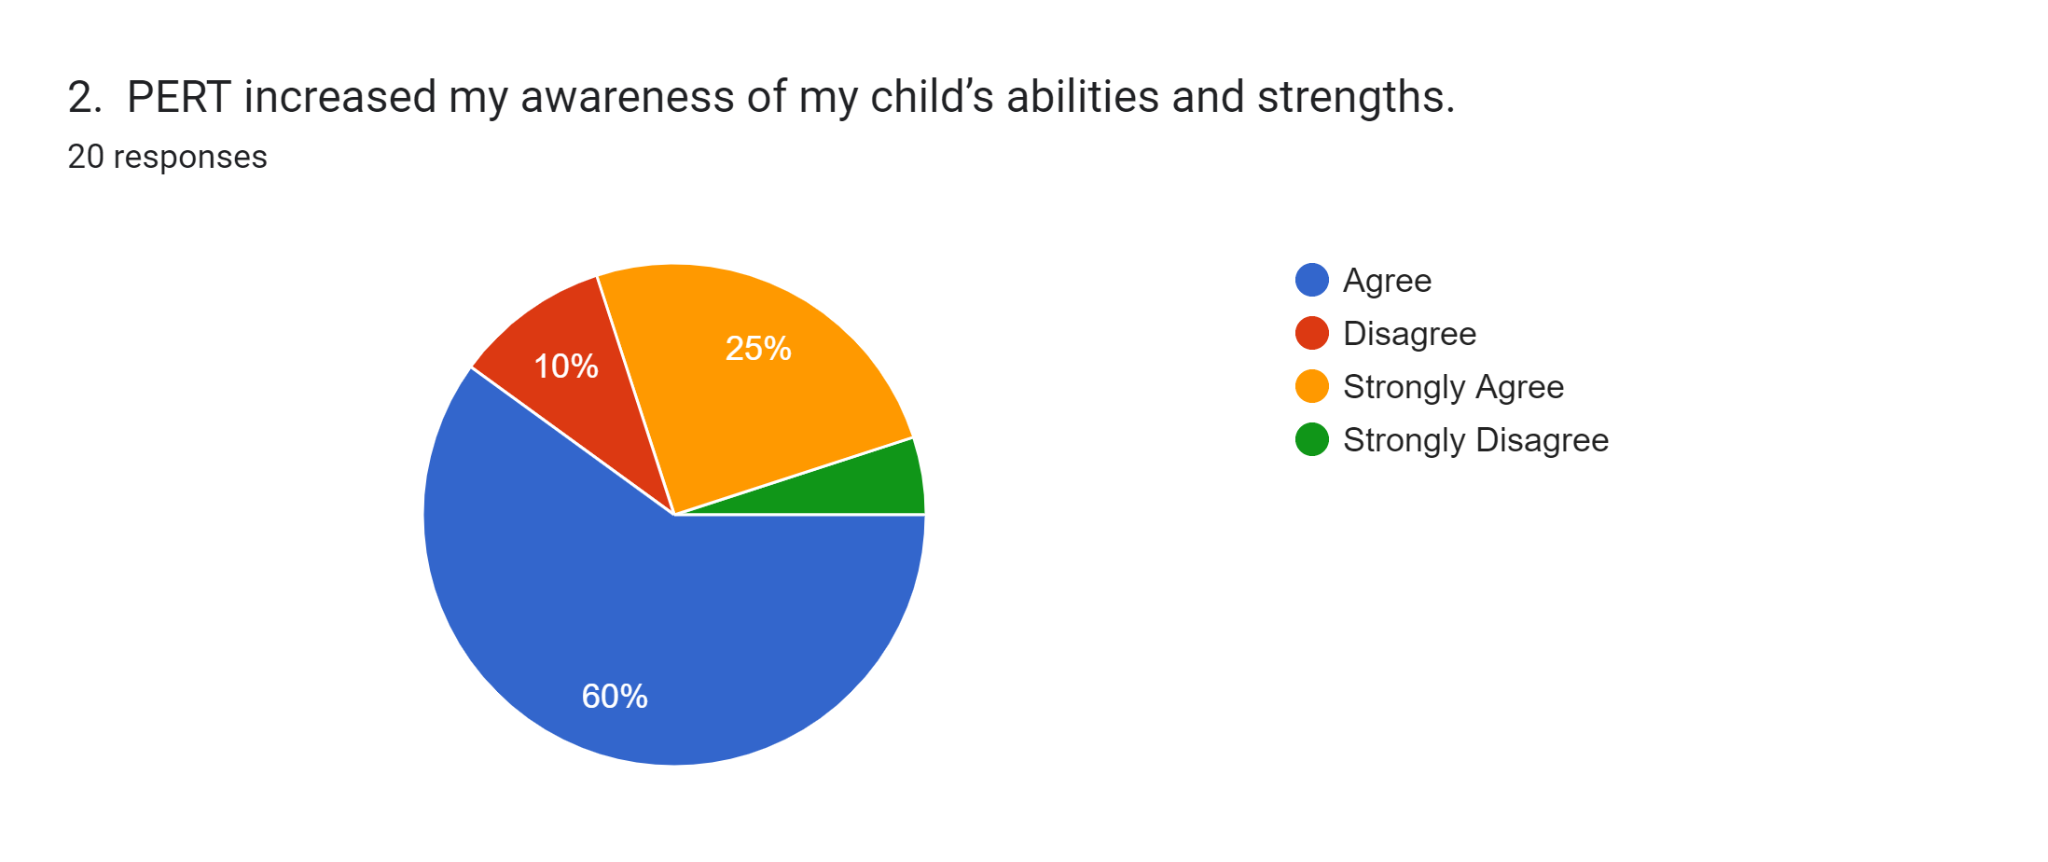 2. PERT increased my awareness of my child’s abilities and strengths.
20 responses
Agree
Disagree
Strongly Agree
Strongly Disagree
25%
10%
60%